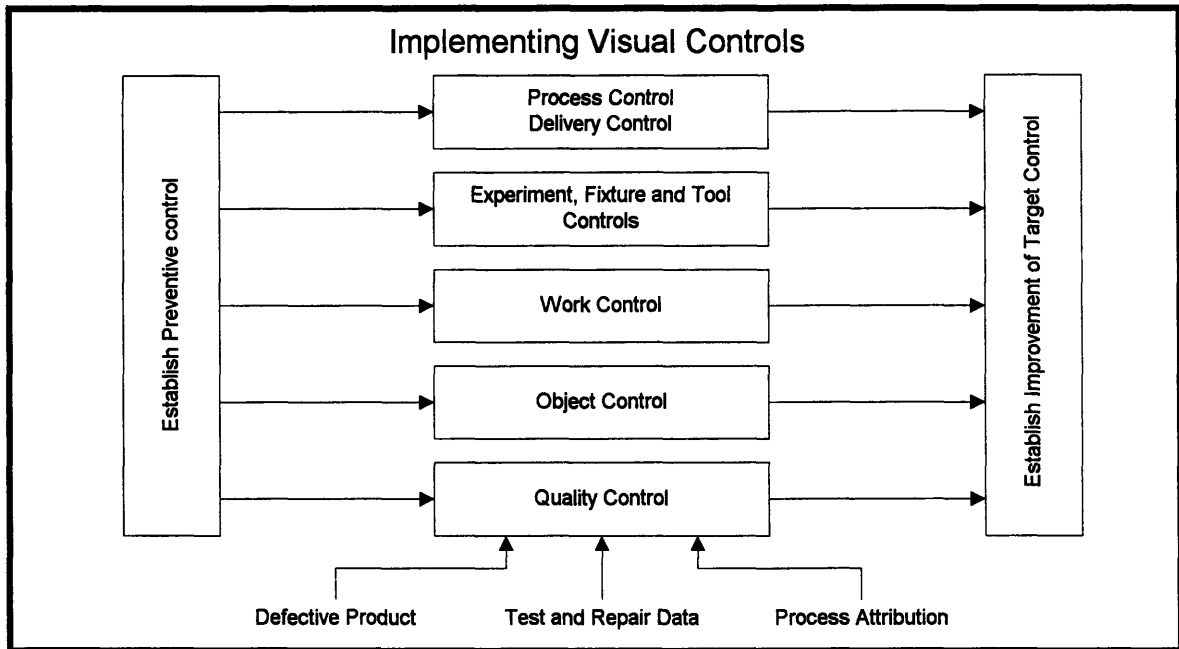 Implementing Visual Controls
Establish Preventive control
Process Control
Delivery Control
Experiment, Fixture and Tool
Controls
Work Control
Object Control
Quality Control
Establish Improvement of Target Control
Defective Product
Test and Repair Data
Process Attribution